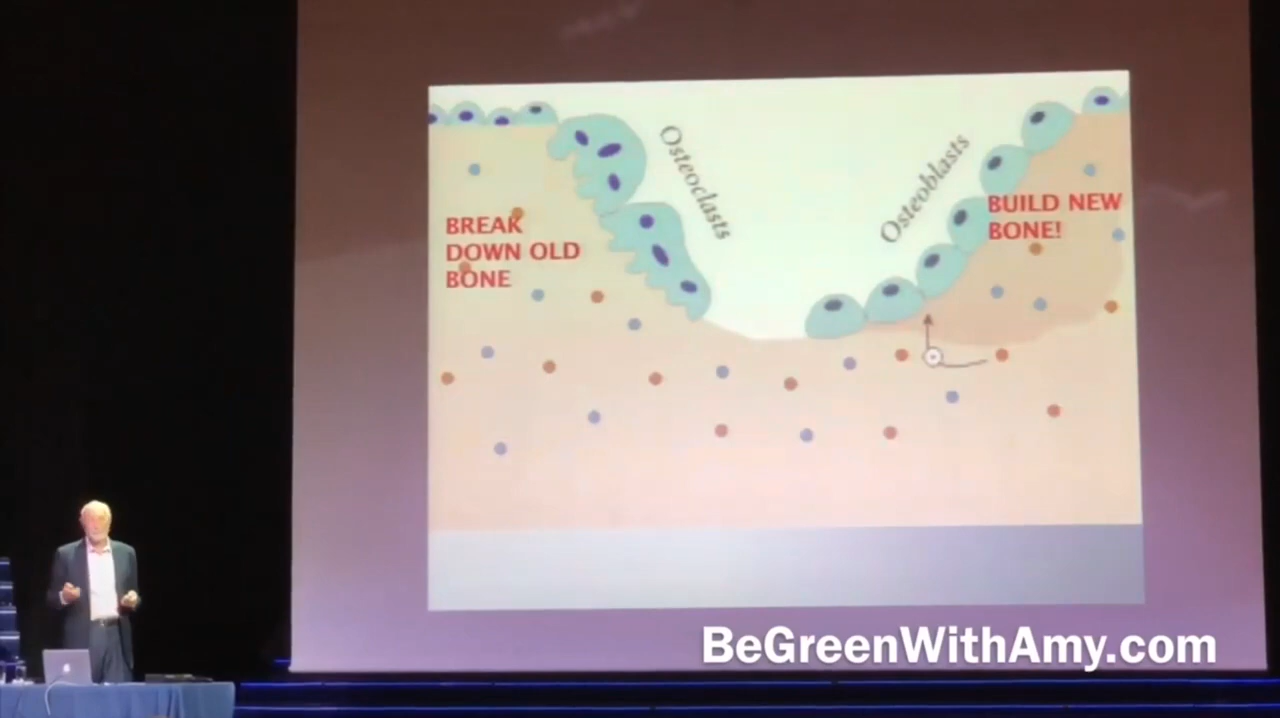 Osteoclasts
Osteoblasts
BREAK
DOWN OLD
BONE
BUILD NEW
BONE!
BeGreenWithAmy.com